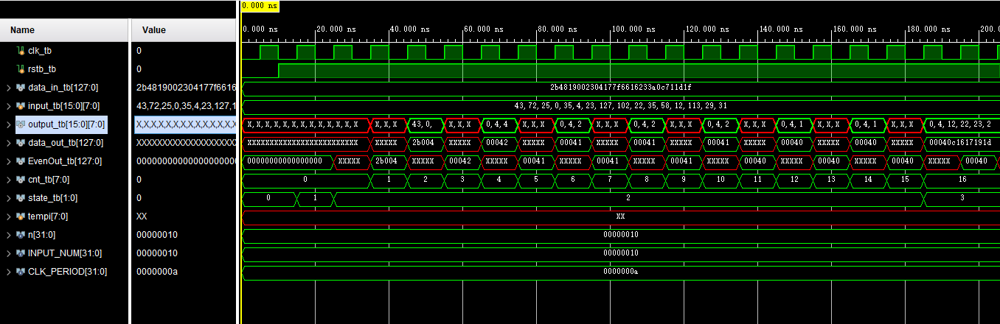 0.000 ns
Name Value 0.000 ns 20.000 ns 40.000 ns 60.000 ns 80.000 ns 100.000 ns 120.000 ns 140.000 ns 160.000 ns 180.000 ns 200.0
clk_tb 0
rstb_tb 0
data_in_tb[127:0] 2b4819002304177f6616 2b4819002304177f6616233a0c711d1f
input_tb[15:0][7:0] 43,72,25,0,35,4,23,127,1 43,72,25,0,35,4,23,127,102,22,35,58,12,113,29,31
output_tb[15:0][7:0] X,X,X,X,X,X,X,X,X,X,X,X, X,X,X,X,X,X,X,X,X,X,X X,X,X 43,0, X,X,X 0,4,4 X,X,X 0,4,2 X,X,X 0,4,2 X,X,X 0,4,2 X,X,X 0,4,1 X,X,X 0,4,1 X,X,X 0,4,12,22,23,2
data_out_tb[127:0] XXXXXXXXXXXXXXXXXXX XXXXXXXXXXXXXXXXXXXXXXXX XXXXX 2b004 XXXXX 00042 XXXXX 00041 XXXXX 00041 XXXXX 00041 XXXXX 00040 XXXXX 00040 XXXXX 00040c1617191d
EvenOut_tb[127:0] 00000000000000000000 00000000000000000 XXXXX 2b004 XXXXX 00042 XXXXX 00041 XXXXX 00041 XXXXX 00041 XXXXX 00040 XXXXX 00040 XXXXX 00040 XXXXX 00040
cnt_tb[7:0] 0 0 1 2 3 4 5 6 7 8 9 10 11 12 13 14 15 16
state_tb[1:0] 0 0 1 2 3
tempi[7:0] XX XX
n[31:0] 00000010 00000010
INPUT_NUM[31:0] 00000010 00000010
CLK_PERIOD[31:0] 0000000a 0000000a